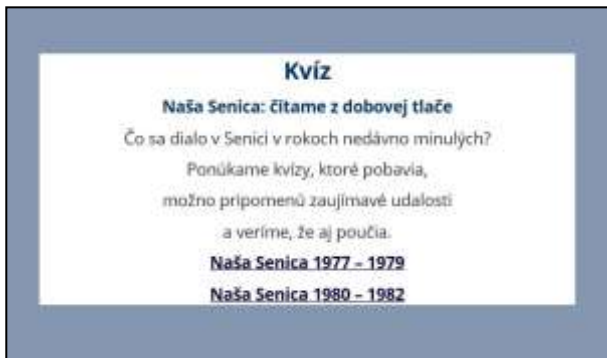 Kvíz
Naša Senica: čítame z dobovej tlače
Čo sa dialo v Senici v rokoch nedávno minulých?
Ponúkame kvízy, ktoré pobavia,
možno pripomenú zaujímavé udalosti
a veríme, že aj poučia.
Naša Senica 1977 – 1979
Naša Senica 1980 – 1982